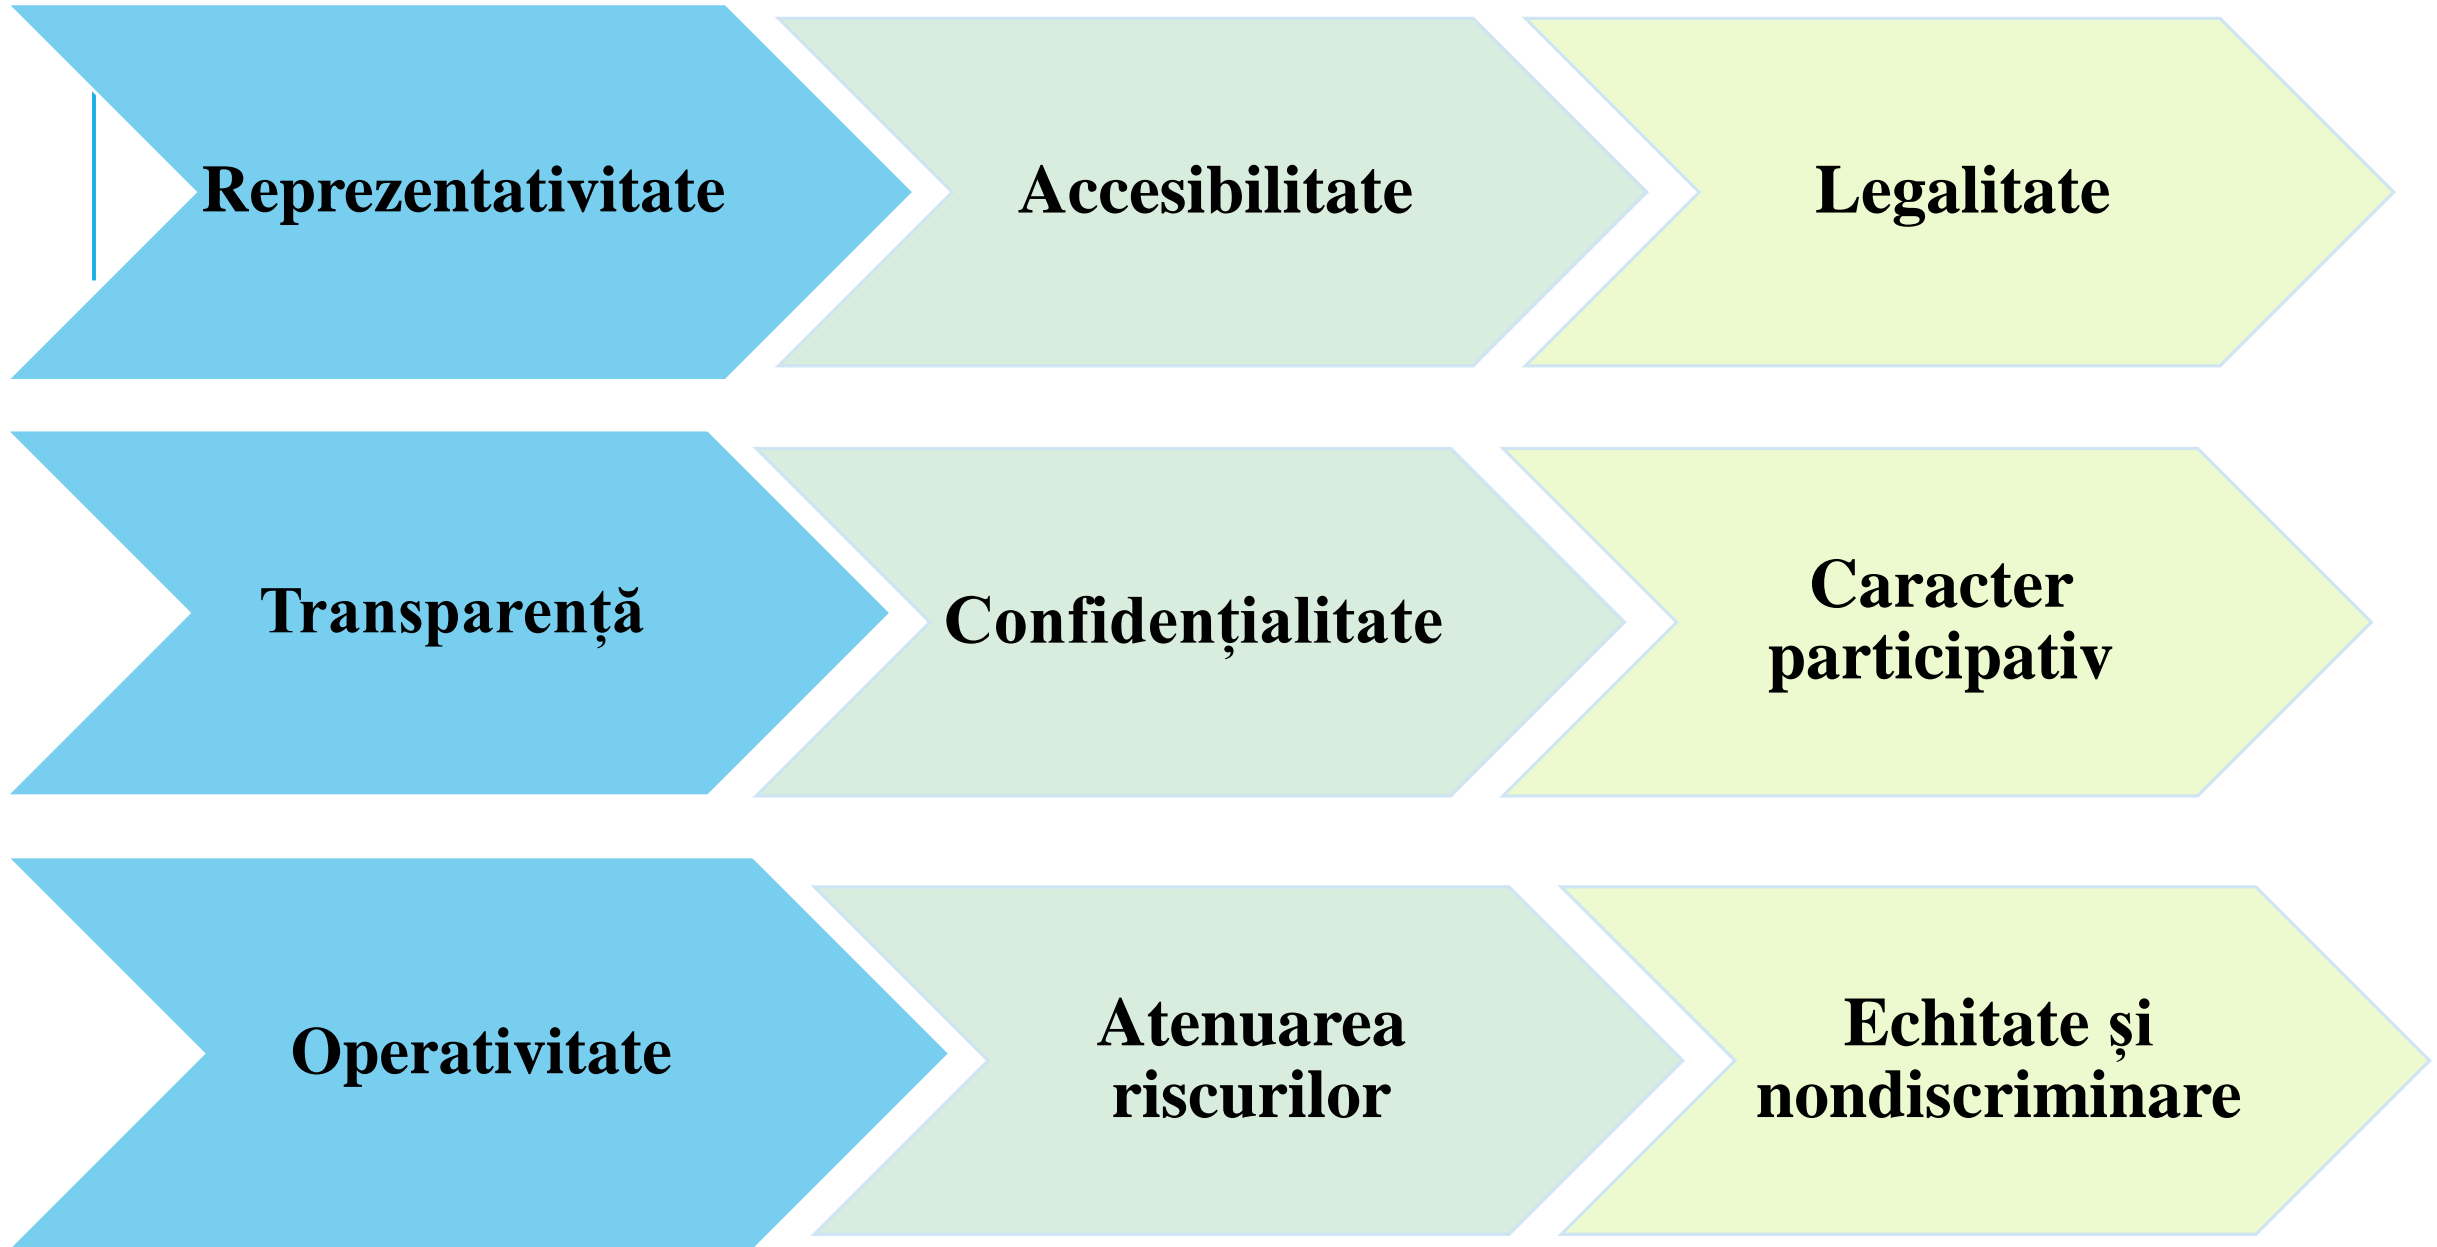 Reprezentativitate
Accesibilitate
Legalitate
Transparență
Confidențialitate
Caracter
participativ
Operativitate
Atenuarea
riscurilor
Echitate și
nondiscriminare